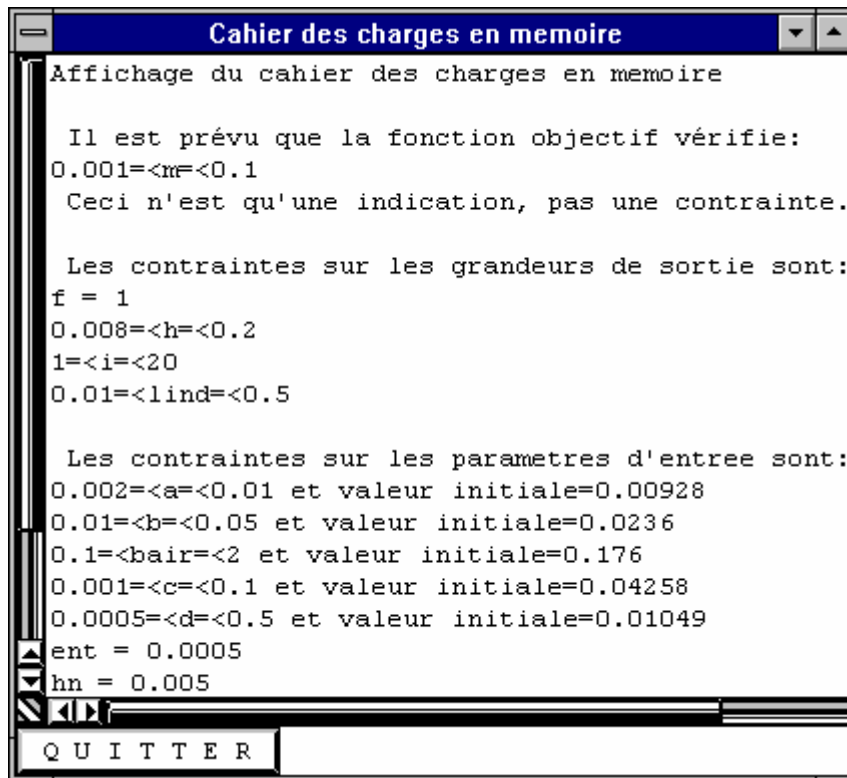 Cahier des charges en memoire
Affichage du cahier des charges en memoire
Il est prévu que la fonction objectif vérifie:
0.001=<m=<0.1
Ceci n'est qu'une indication, pas une contrainte.
Les contraintes sur les grandeurs de sortie sont:
f = 1
0.008=<h=<0.2
1=<i=<20
0.01=<lind=<0.5
Les contraintes sur les parametres d'entree sont:
0.002=<a=<0.01 et valeur initiale=0.00928
0.01=<b=<0.05 et valeur initiale=0.0236
0.1=<bair=<2 et valeur initiale=0.176
0.001=<c=<0.1 et valeur initiale=0.04258
0.0005=<d=<0.5 et valeur initiale=0.01049
ent = 0.0005
hn = 0.005
Q U I T T E R